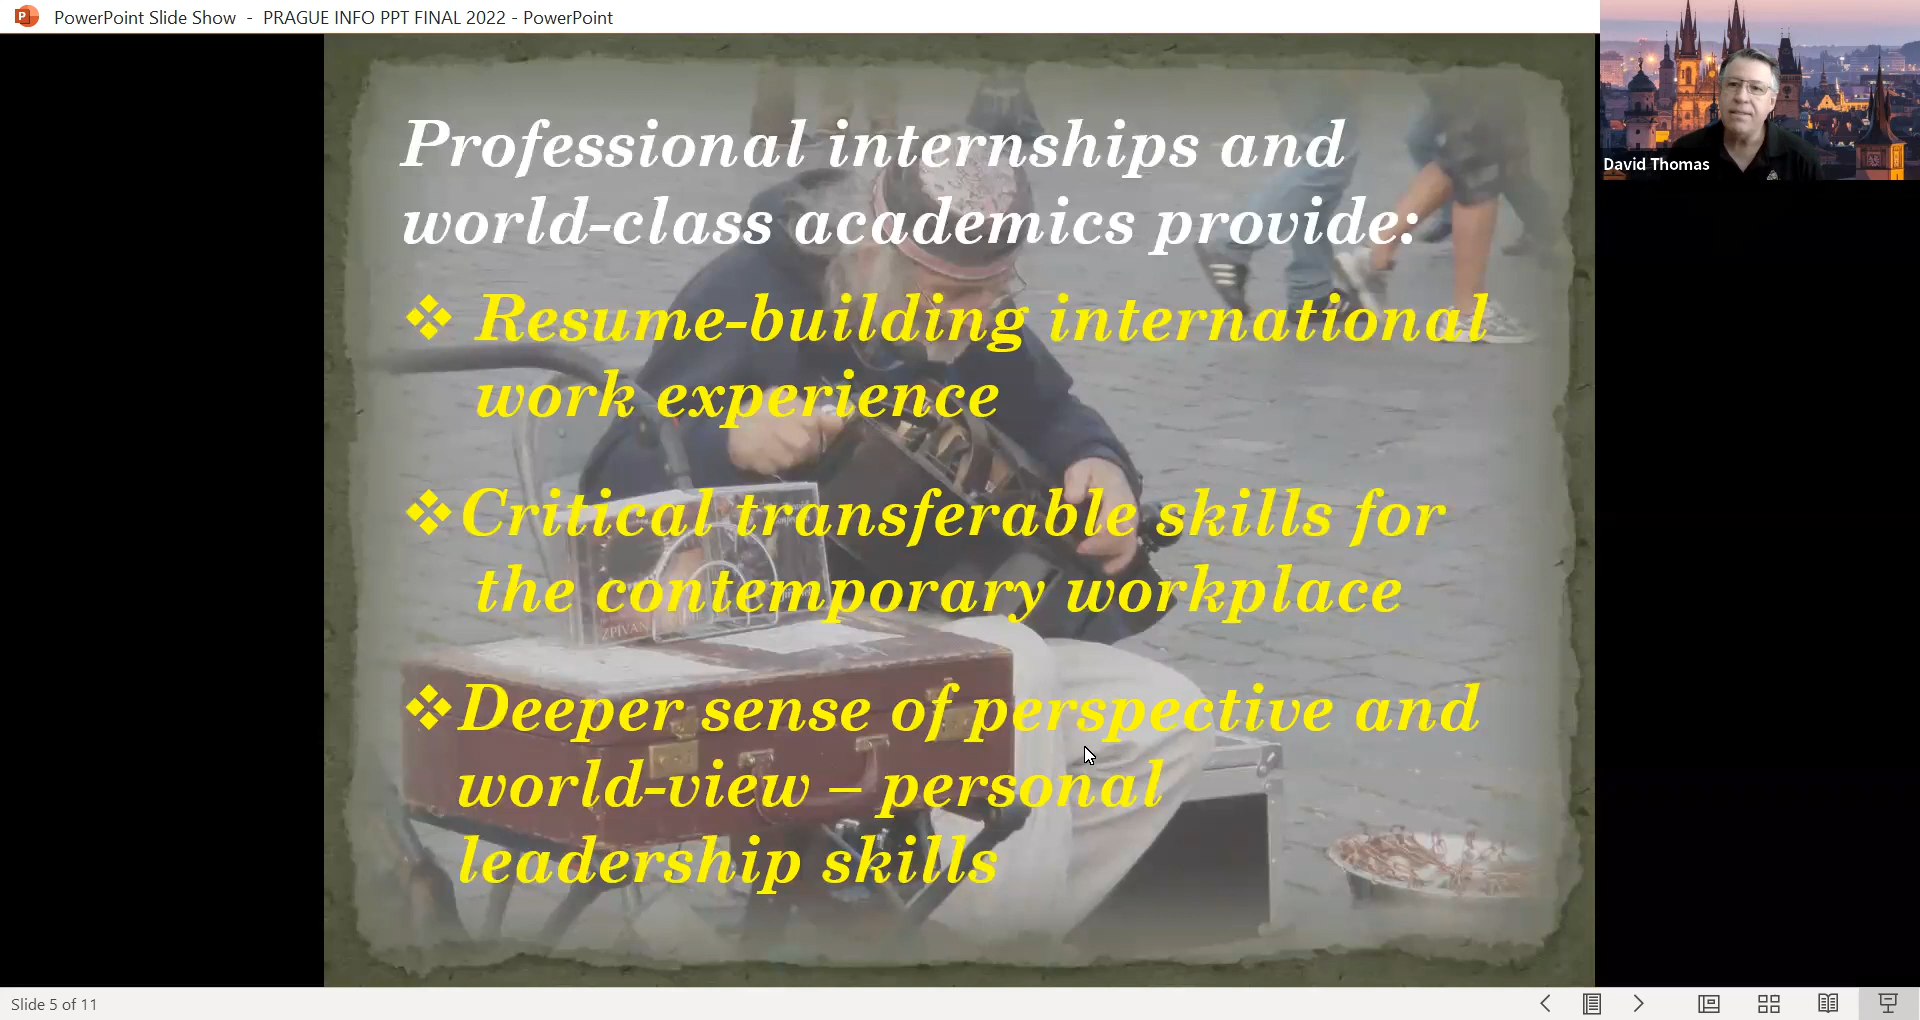 PowerPoint Slide Show - PRAGUE INFO PPT FINAL 2022 - PowerPoint
David Thomas
Professional internships and
world-class academics provide:
❖ Resume-building international
work experience
❖ Critical transferable skills for
the contemporary workplace
❖ Deeper sense of perspective and
world-view – personal
leadership skills
ZPÍVAN
Slide 5 of 11